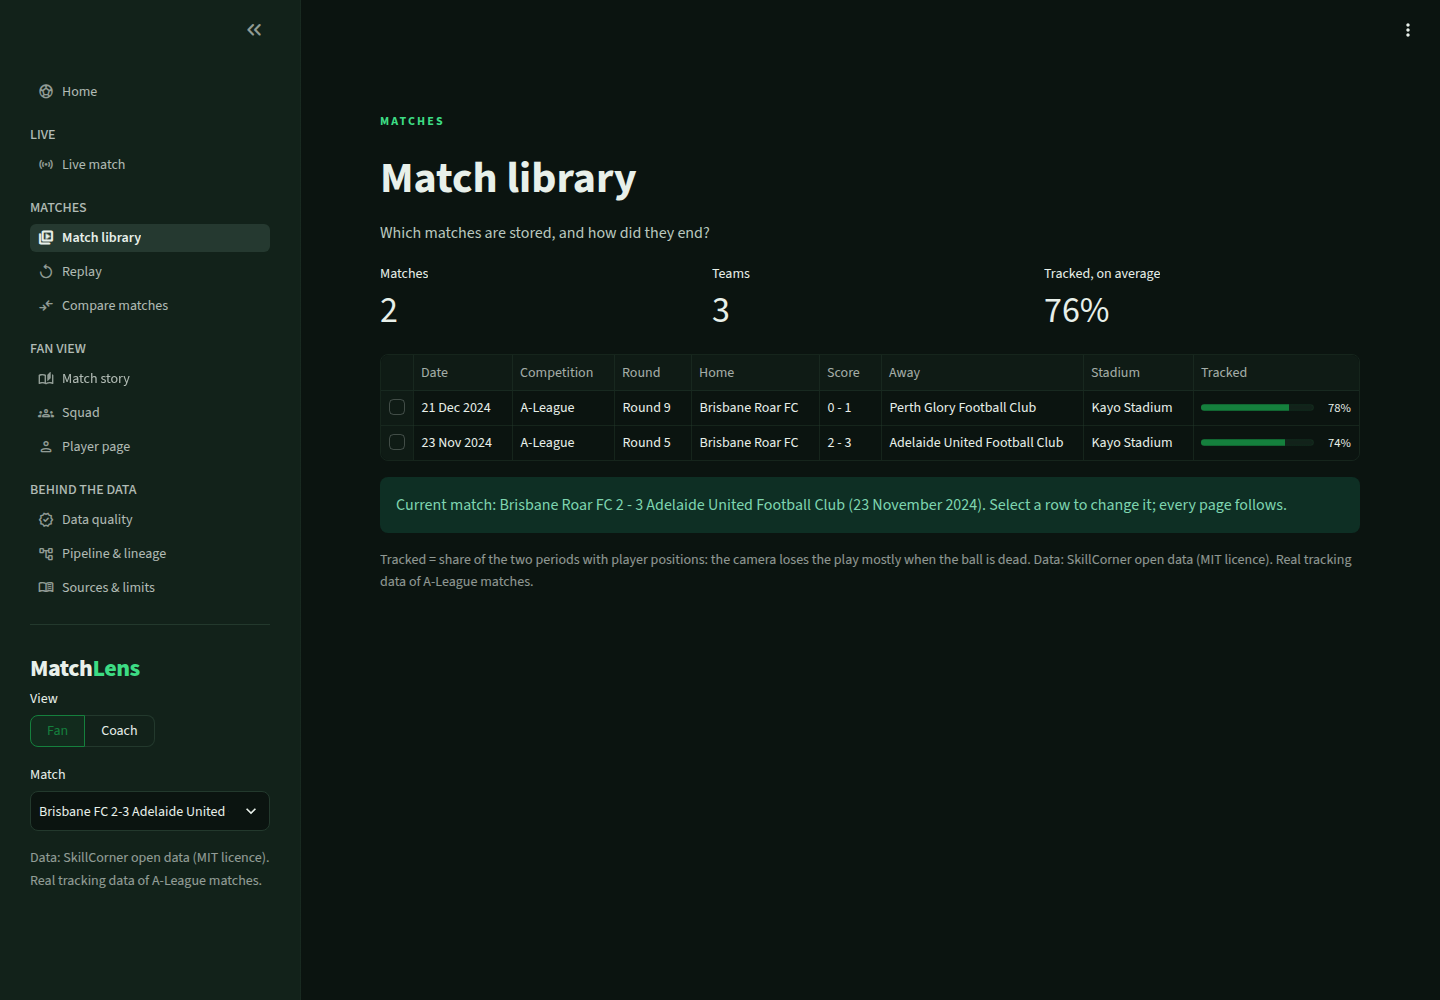 Home
LIVE
Live match
MATCHES
Match library
Replay
Compare matches
FAN VIEW
Match story
Squad
Player page
BEHIND THE DATA
Data quality
Pipeline & lineage
Sources & limits
MatchLens
View
Fan Coach
Match
Brisbane FC 2-3 Adelaide United
Data: SkillCorner open data (MIT licence).
Real tracking data of A-League matches.
MATCHES
Match library
Which matches are stored, and how did they end?
Matches Teams Tracked, on average
2 3 76%
Date Competition Round Home Score Away Stadium Tracked
21 Dec 2024 A-League Round 9 Brisbane Roar FC 0 - 1 Perth Glory Football Club Kayo Stadium 78%
23 Nov 2024 A-League Round 5 Brisbane Roar FC 2 - 3 Adelaide United Football Club Kayo Stadium 74%
Current match: Brisbane Roar FC 2 - 3 Adelaide United Football Club (23 November 2024). Select a row to change it; every page follows.
Tracked = share of the two periods with player positions: the camera loses the play mostly when the ball is dead. Data: SkillCorner open data (MIT licence). Real tracking
data of A-League matches.